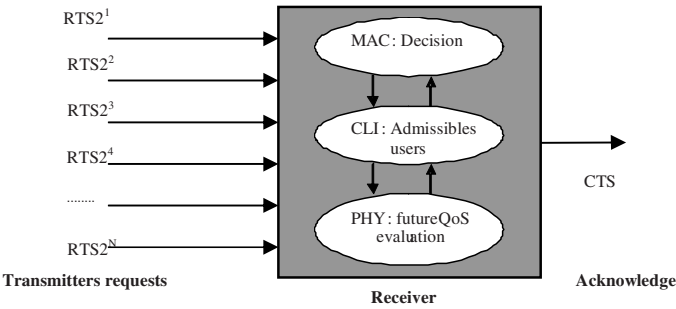 RTS2¹
RTS2²
RTS2³
RTS2⁴
........
RTS2ᴺ
Transmitters requests
MAC : Decision
CLI : Admissibles
users
PHY : futureQoS
evaluation
Receiver
CTS
Acknowledge